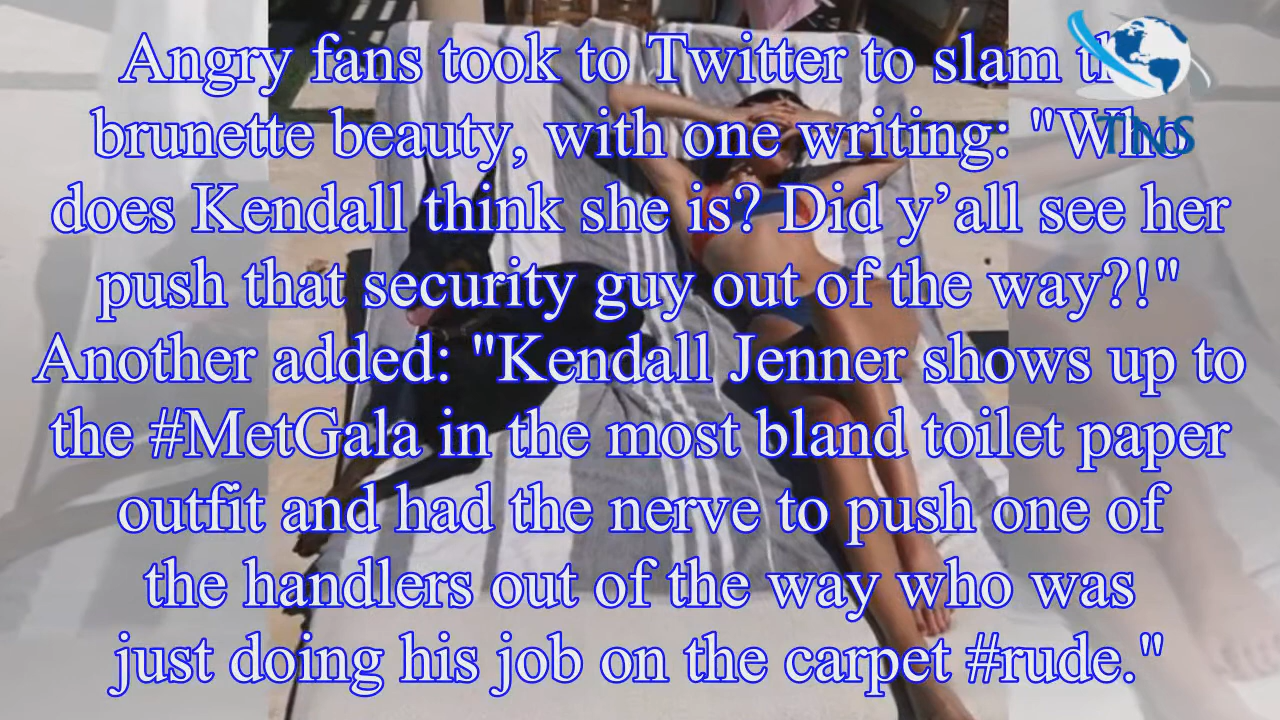 Angry fans took to Twitter to slam the
brunette beauty, with one writing: "Who
does Kendall think she is? Did y’all see her
push that security guy out of the way?!"
Another added: "Kendall Jenner shows up to
the #MetGala in the most bland toilet paper
outfit and had the nerve to push one of
the handlers out of the way who was
just doing his job on the carpet #rude."
TNS